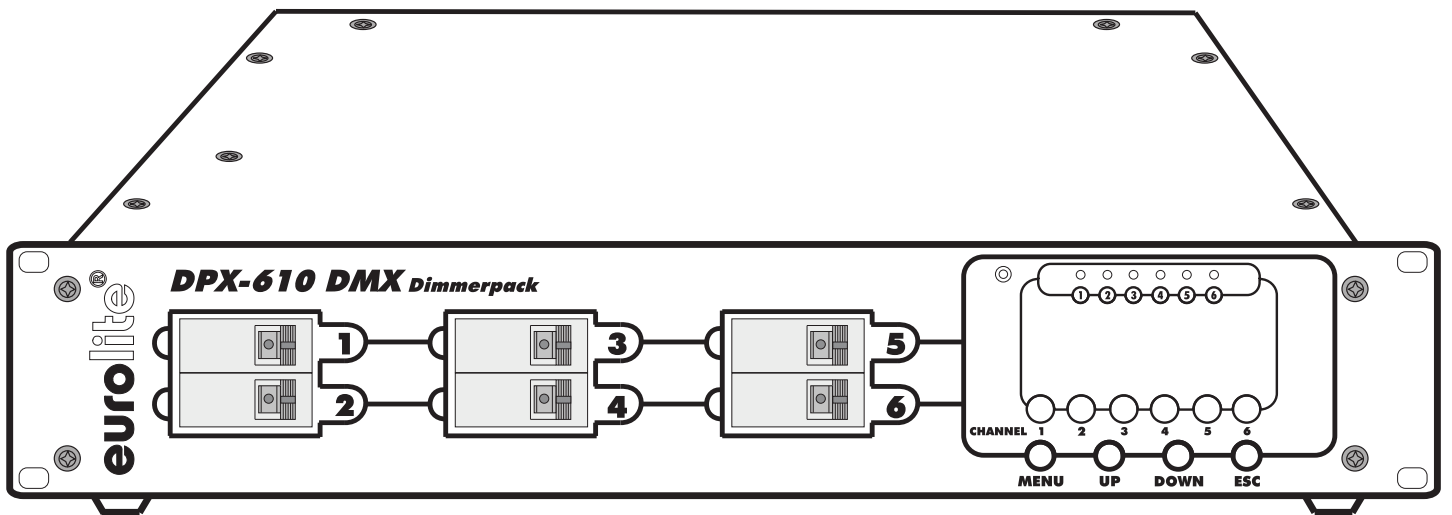 eurolite®
DPX-610 DMX Dimmerpack
1 3 5
2 4 6
1 2 3 4 5 6
CHANNEL 1 2 3 4 5 6
MENU UP DOWN ESC